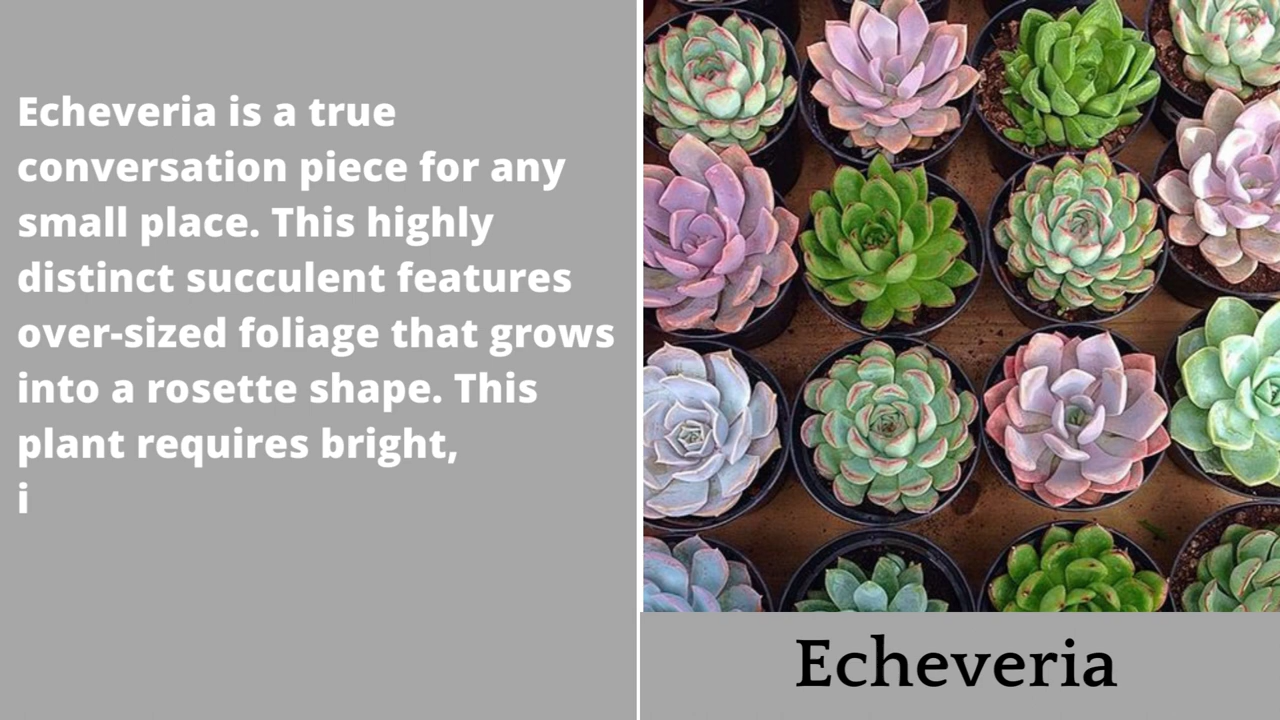 Echeveria is a true
conversation piece for any
small place. This highly
distinct succulent features
over-sized foliage that grows
into a rosette shape. This
plant requires bright,
i
Echeveria